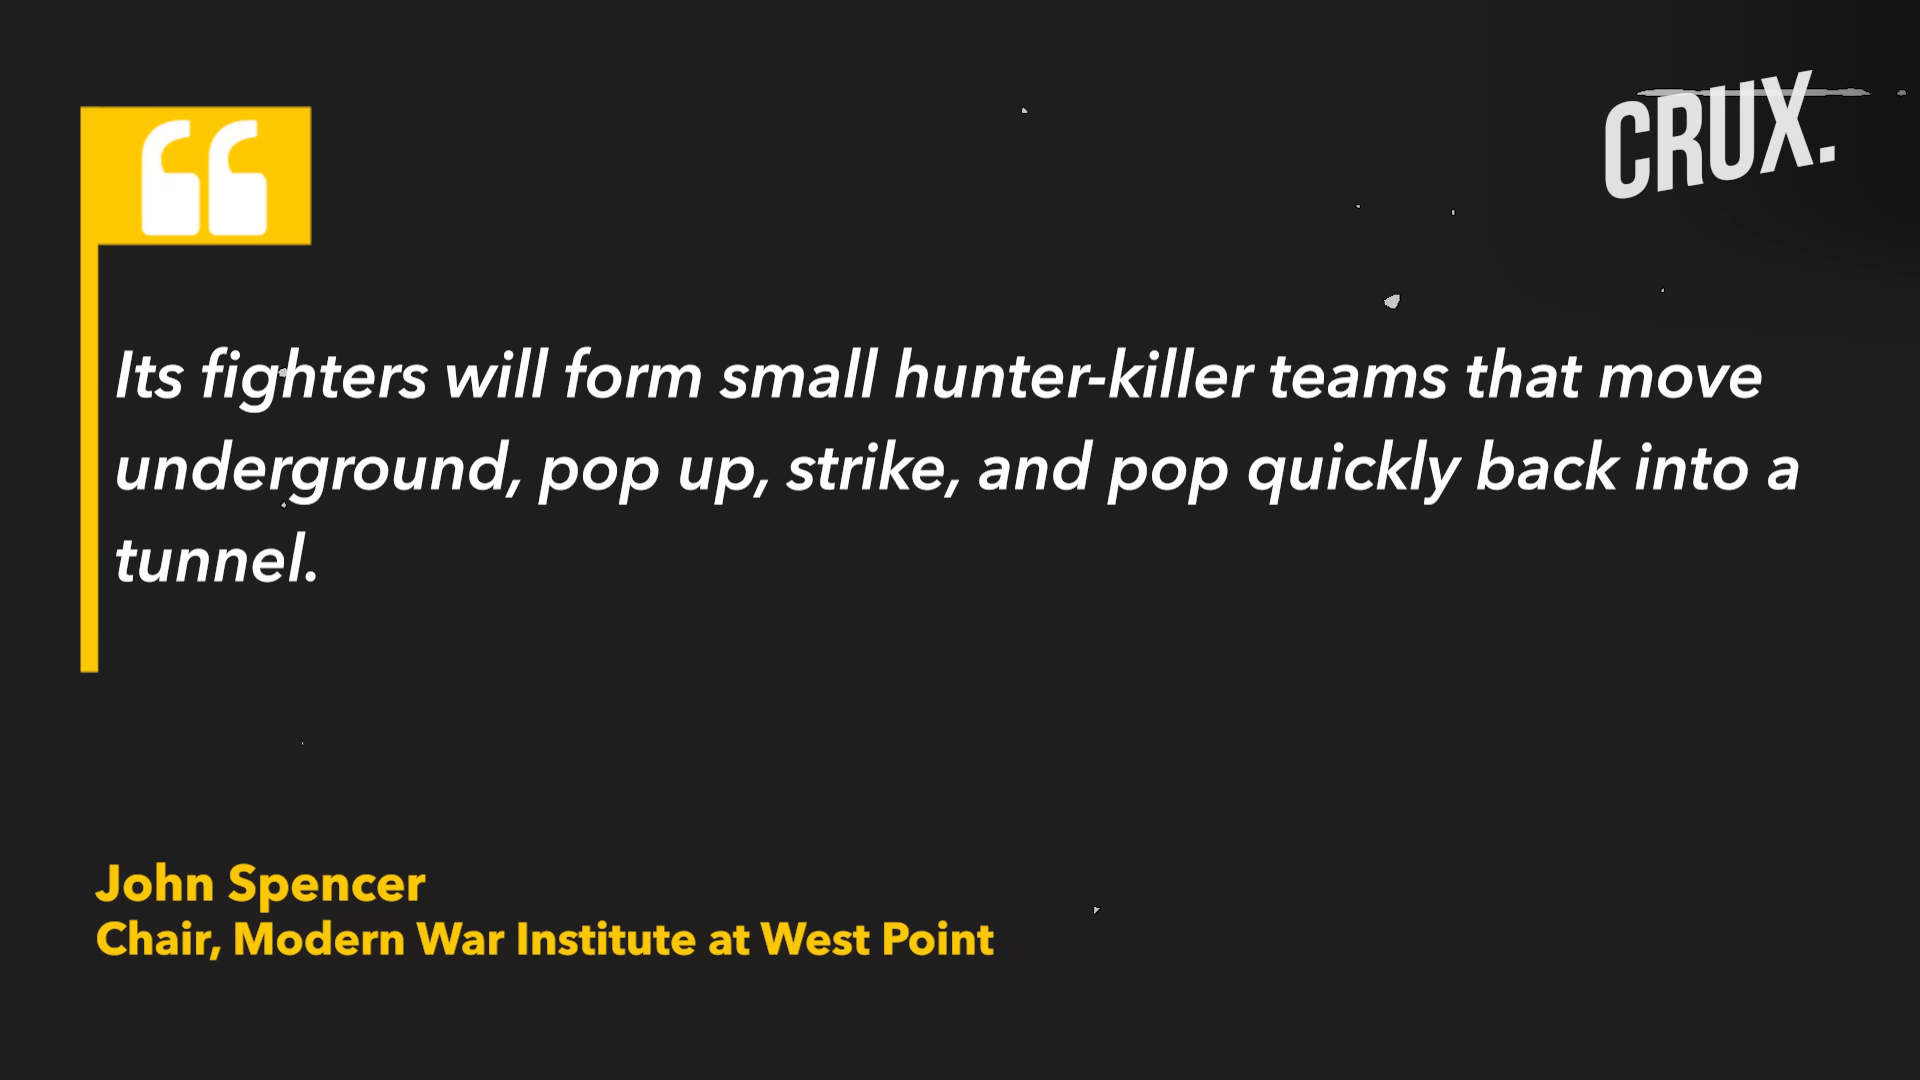 CRUX.
Its fighters will form small hunter-killer teams that move
underground, pop up, strike, and pop quickly back into a
tunnel.
John Spencer
Chair, Modern War Institute at West Point